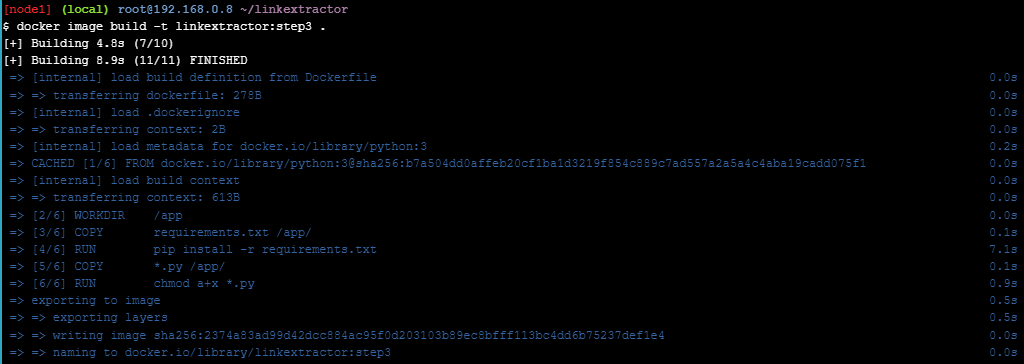 [node1] (local) root@192.168.0.8 ~/linkextractor
$ docker image build -t linkextractor:step3 .
[+] Building 4.8s (7/10)
[+] Building 8.9s (11/11) FINISHED
=> [internal] load build definition from Dockerfile 0.0s
=> => transferring dockerfile: 278B 0.0s
=> [internal] load .dockerignore 0.0s
=> => transferring context: 2B 0.0s
=> [internal] load metadata for docker.io/library/python:3 0.2s
=> CACHED [1/6] FROM docker.io/library/python:3@sha256:b7a504dd0affeb20cf1ba1d3219f854c889c7ad557a2a5a4c4aba19cadd075f1 0.0s
=> [internal] load build context 0.0s
=> => transferring context: 613B 0.0s
=> [2/6] WORKDIR /app 0.0s
=> [3/6] COPY requirements.txt /app/ 0.1s
=> [4/6] RUN pip install -r requirements.txt 7.1s
=> [5/6] COPY *.py /app/ 0.1s
=> [6/6] RUN chmod a+x *.py 0.9s
=> exporting to image 0.5s
=> => exporting layers 0.5s
=> => writing image sha256:2374a83ad99d42dcc884ac95f0d203103b89ec8bfff113bc4dd6b75237def1e4 0.0s
=> => naming to docker.io/library/linkextractor:step3 0.0s